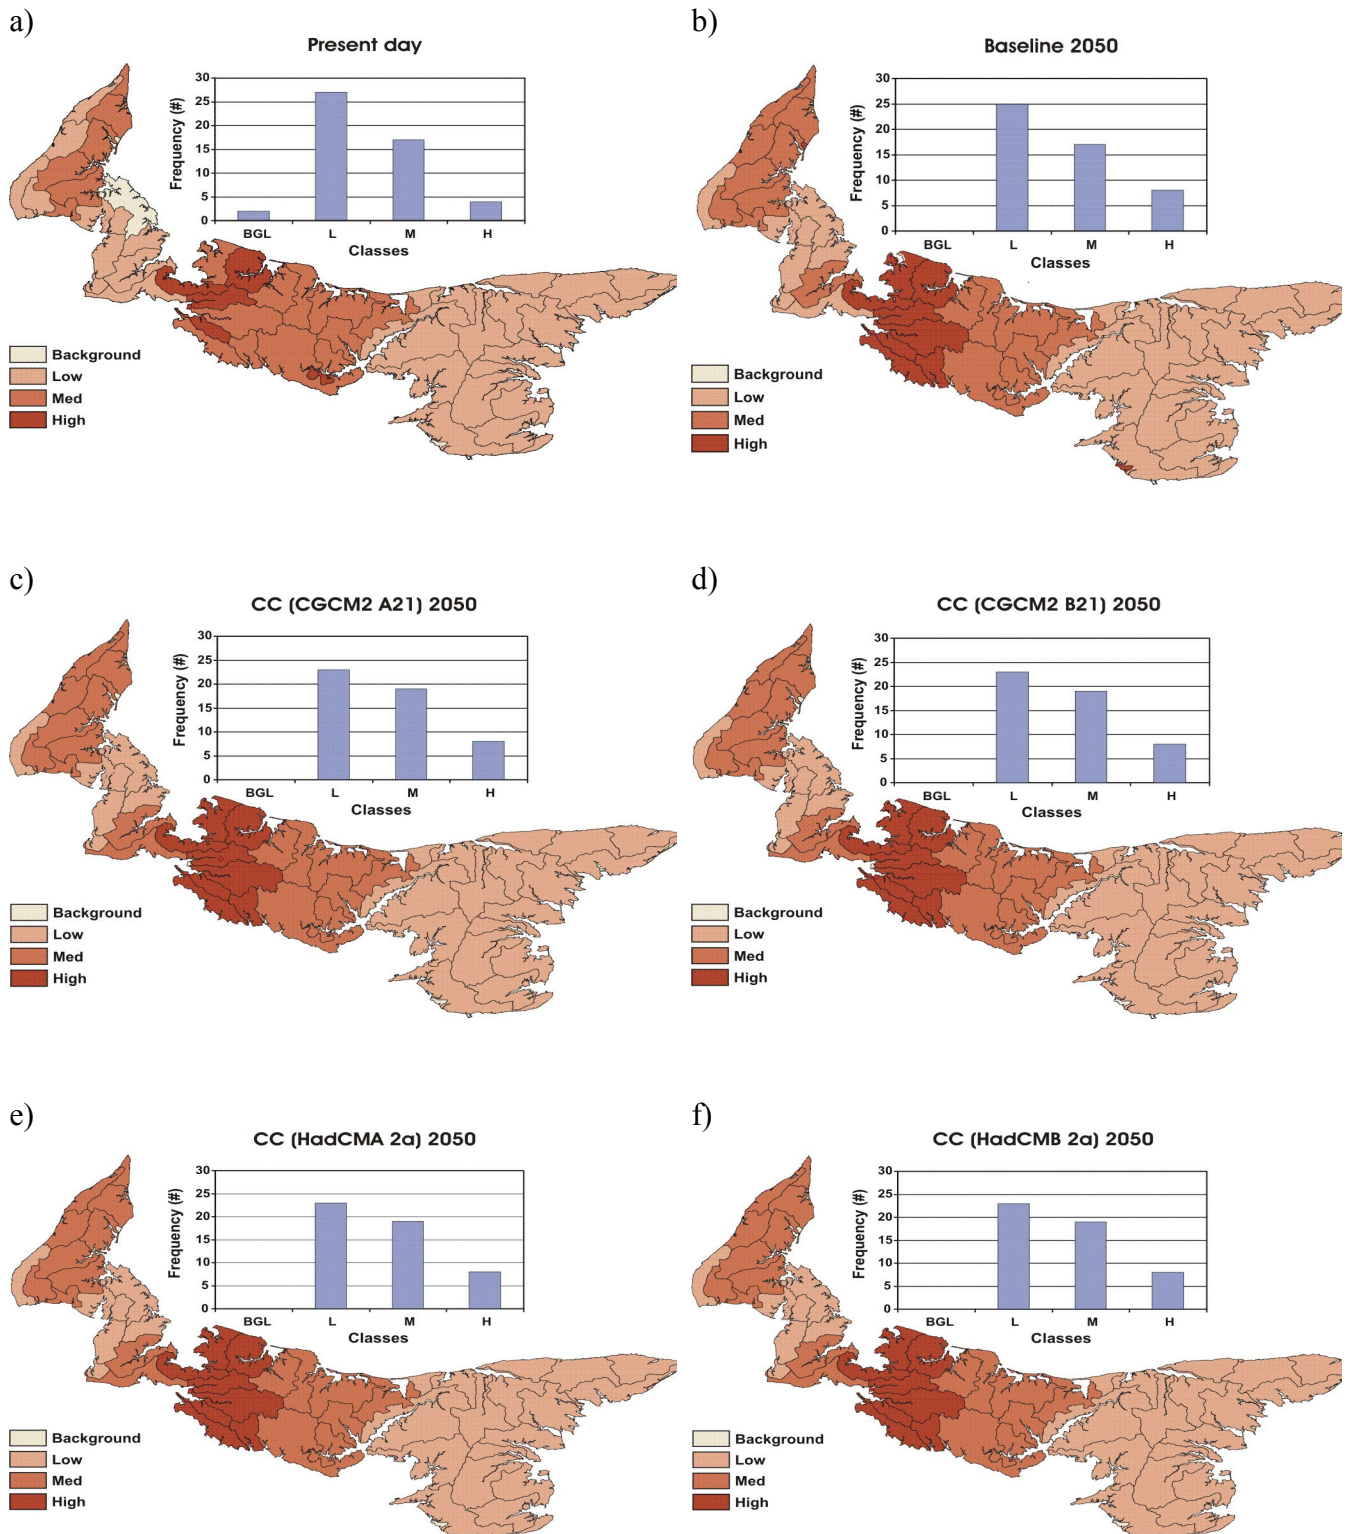 a)
Present day
Frequency (#)
30
25
20
15
10
5
0
BGL L M H
Classes
Background
Low
Med
High
b)
Baseline 2050
Frequency (#)
30
25
20
15
10
5
0
BGL L M H
Classes
Background
Low
Med
High
c)
CC (CGCM2 A21) 2050
Frequency (#)
30
25
20
15
10
5
0
BGL L M H
Classes
Background
Low
Med
High
d)
CC (CGCM2 B21) 2050
Frequency (#)
30
25
20
15
10
5
0
BGL L M H
Classes
Background
Low
Med
High
e)
CC (HadCMA 2a) 2050
Frequency (#)
30
25
20
15
10
5
0
BGL L M H
Classes
Background
Low
Med
High
f)
CC (HadCMB 2a) 2050
Frequency (#)
30
25
20
15
10
5
0
BGL L M H
Classes
Background
Low
Med
High